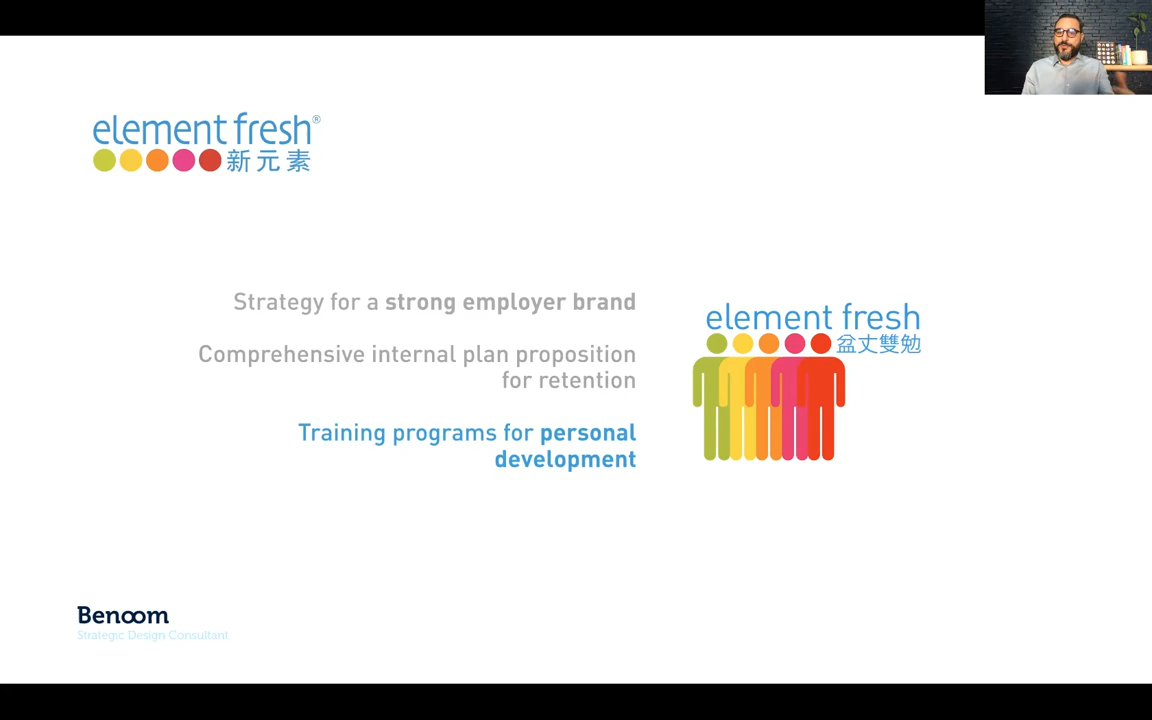 element fresh®
新元素
Strategy for a strong employer brand
Comprehensive internal plan proposition
for retention
Training programs for personal
development
element fresh
盆丈雙勉
Benoom
Strategic Design Consultant